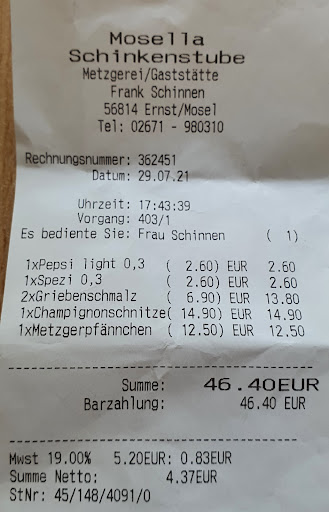 Mosella
Schinkenstube
Metzgerei/Gaststätte
Frank Schinnen
56814 Ernst/Mosel
Tel: 02671 - 980310
Rechnungsnummer: 362451
Datum: 29.07.21
Uhrzeit: 17:43:39
Vorgang: 403/1
Es bediente Sie: Frau Schinnen ( 1)
1xPepsi light 0,3 ( 2.60) EUR 2.60
1xSpezi 0,3 ( 2.60) EUR 2.60
2xGriebenschmalz ( 6.90) EUR 13.80
1xChampignonschnitze( 14.90) EUR 14.90
1xMetzgerpfännchen ( 12.50) EUR 12.50
Summe: 46.40EUR
Barzahlung: 46.40 EUR
Mwst 19.00% 5.20EUR: 0.83EUR
Summe Netto: 4.37EUR
StNr: 45/148/4091/0